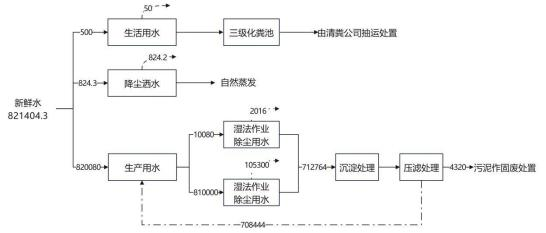 50
500
生活用水
三级化粪池
由清粪公司抽运处置
824.2
824.3
降尘洒水
自然蒸发
新鲜水
821404.3
2016
10080
湿法作业
除尘用水
820080
生产用水
105300
712764
沉淀处理
压滤处理
4320
污泥作固废处置
810000
湿法作业
除尘用水
708444